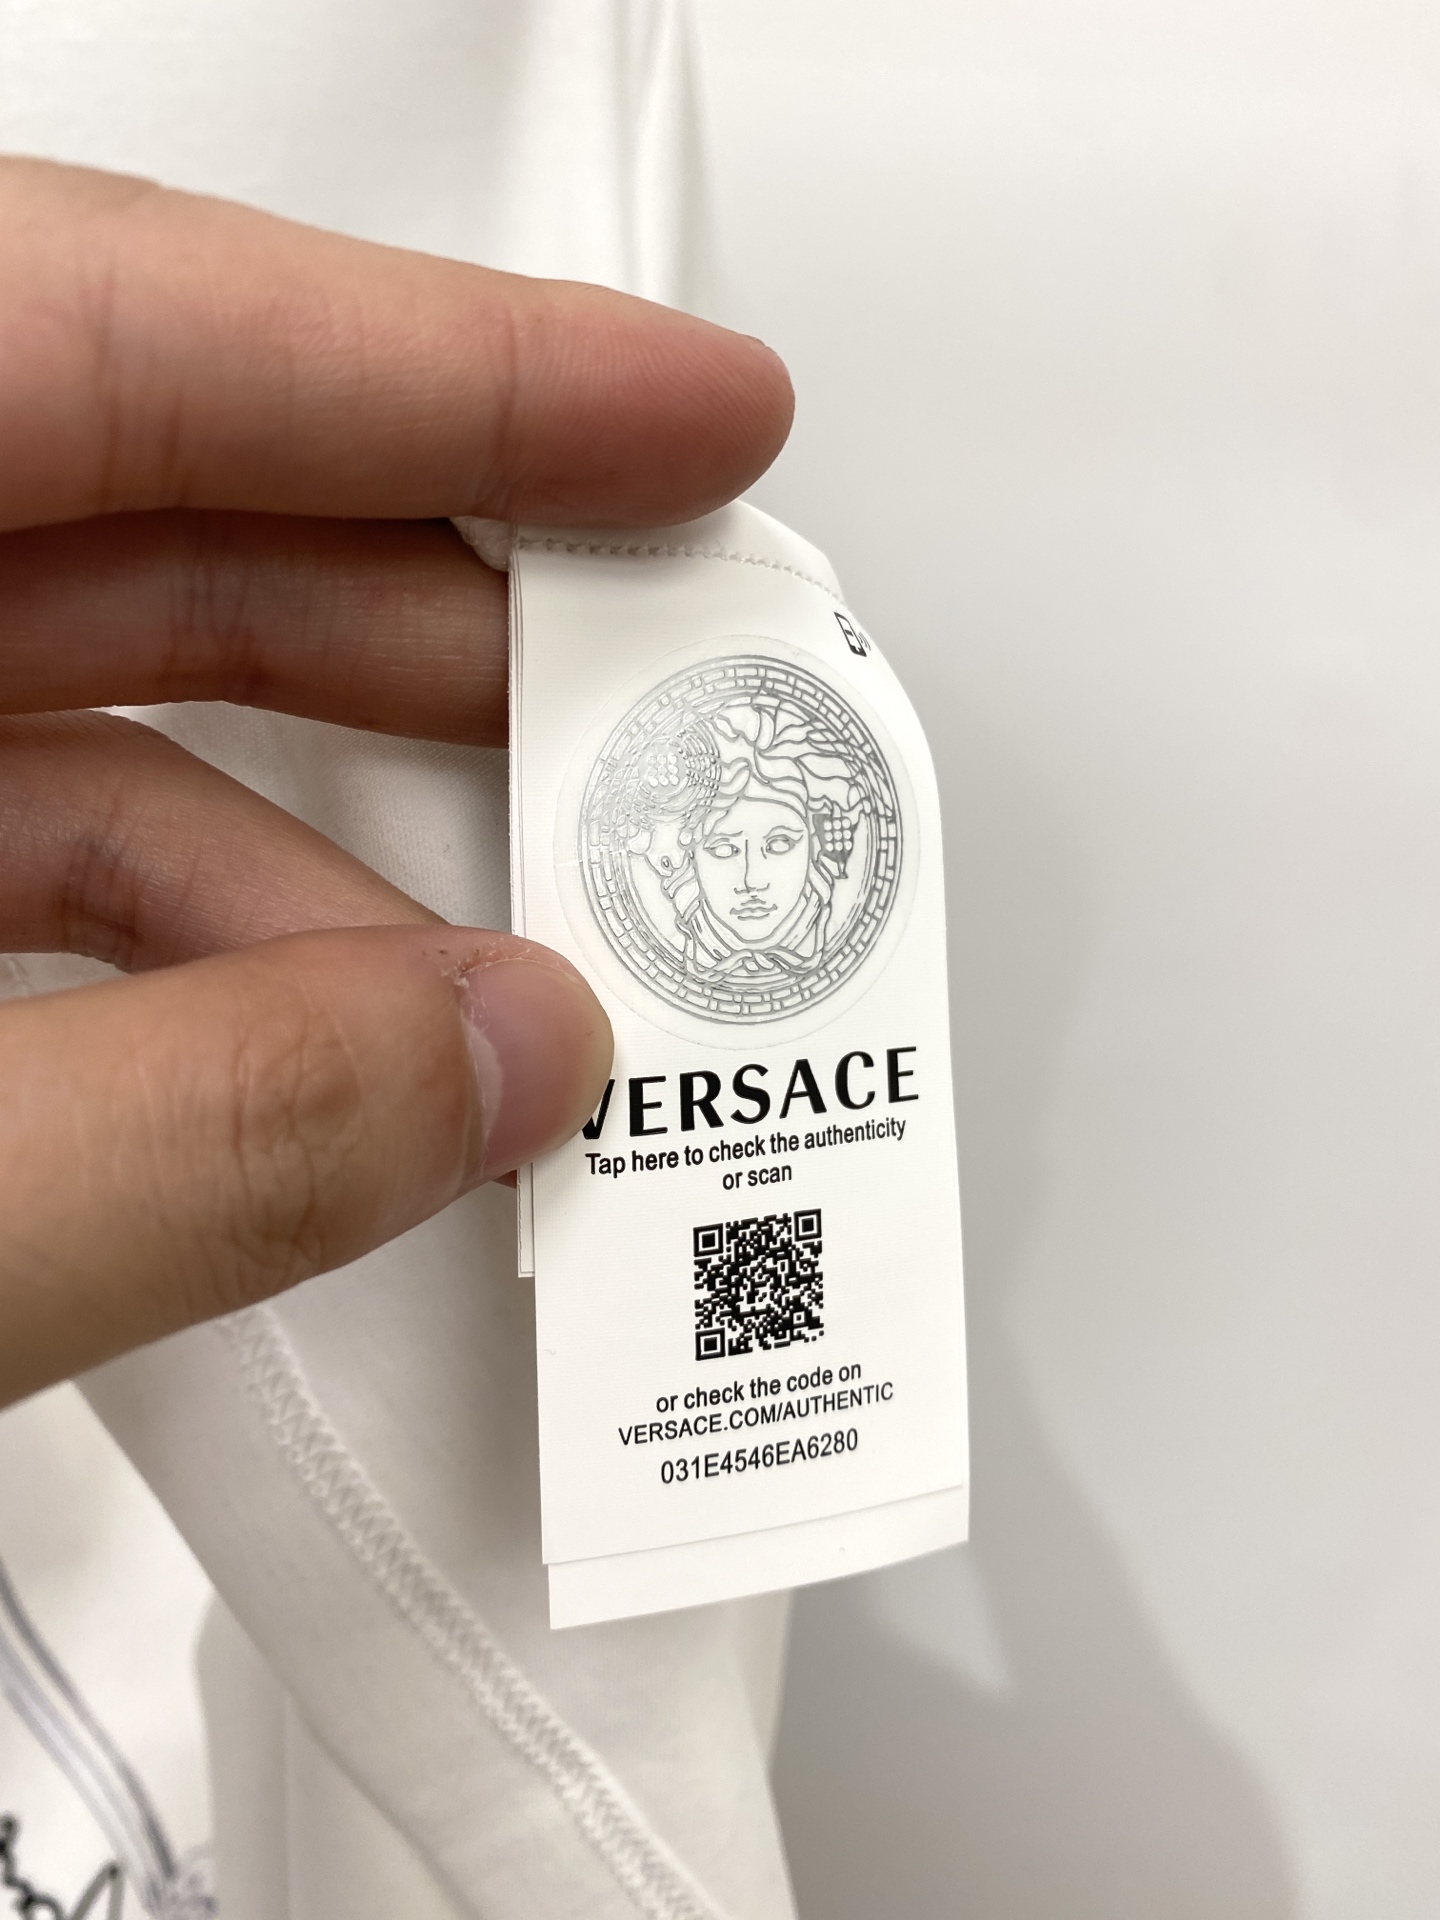 VERSACE
Tap here to check the authenticity
or scan
or check the code on
VERSACE.COM/AUTHENTIC
031E4546EA6280